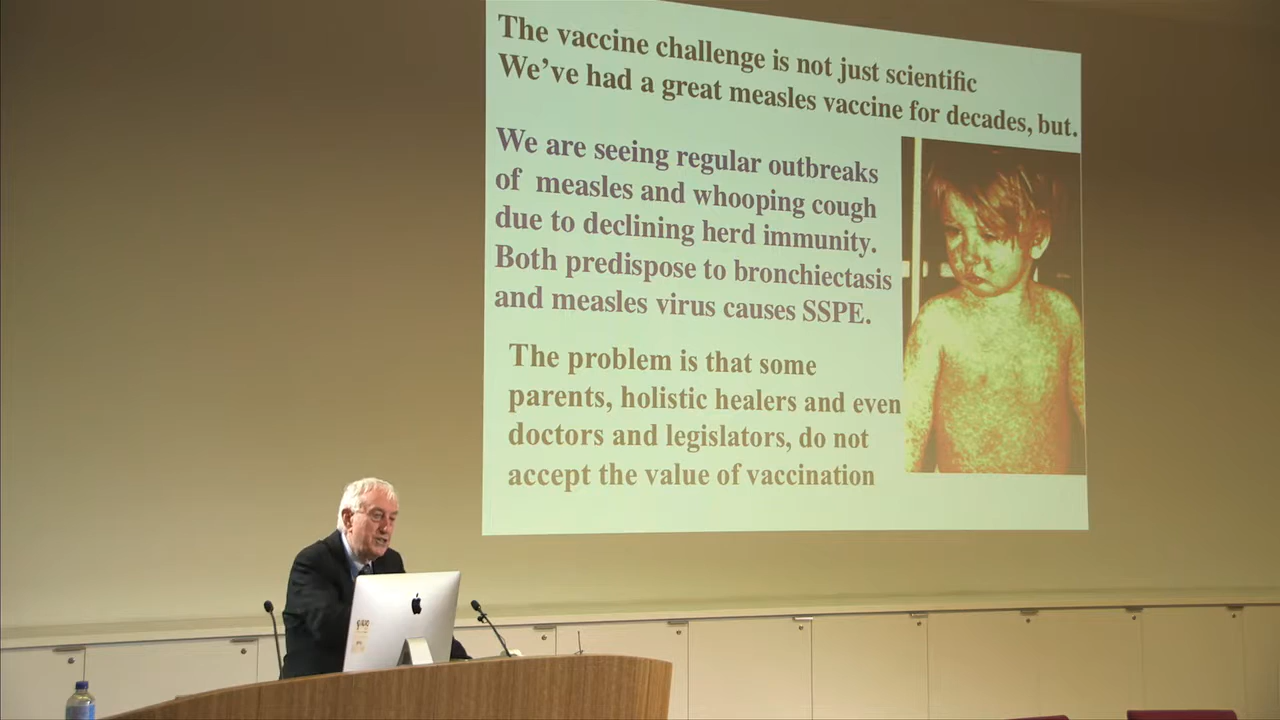 The vaccine challenge is not just scientific
We've had a great measles vaccine for decades, but.
We are seeing regular outbreaks
of measles and whooping cough
due to declining herd immunity.
Both predispose to bronchiectasis
and measles virus causes SSPE.
The problem is that some
parents, holistic healers and even
doctors and legislators, do not
accept the value of vaccination